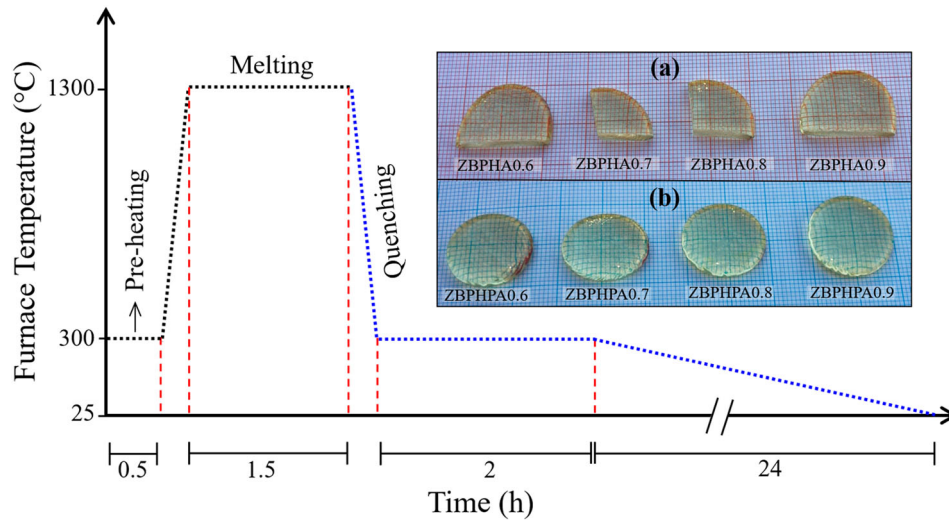 Furnace Temperature (°C)
1300
300
25
Pre-heating
Melting
Quenching
(a)
ZBPHA0.6
ZBPHA0.7
ZBPHA0.8
ZBPHA0.9
(b)
ZBPHPA0.6
ZBPHPA0.7
ZBPHPA0.8
ZBPHPA0.9
0.5
1.5
2
24
Time (h)